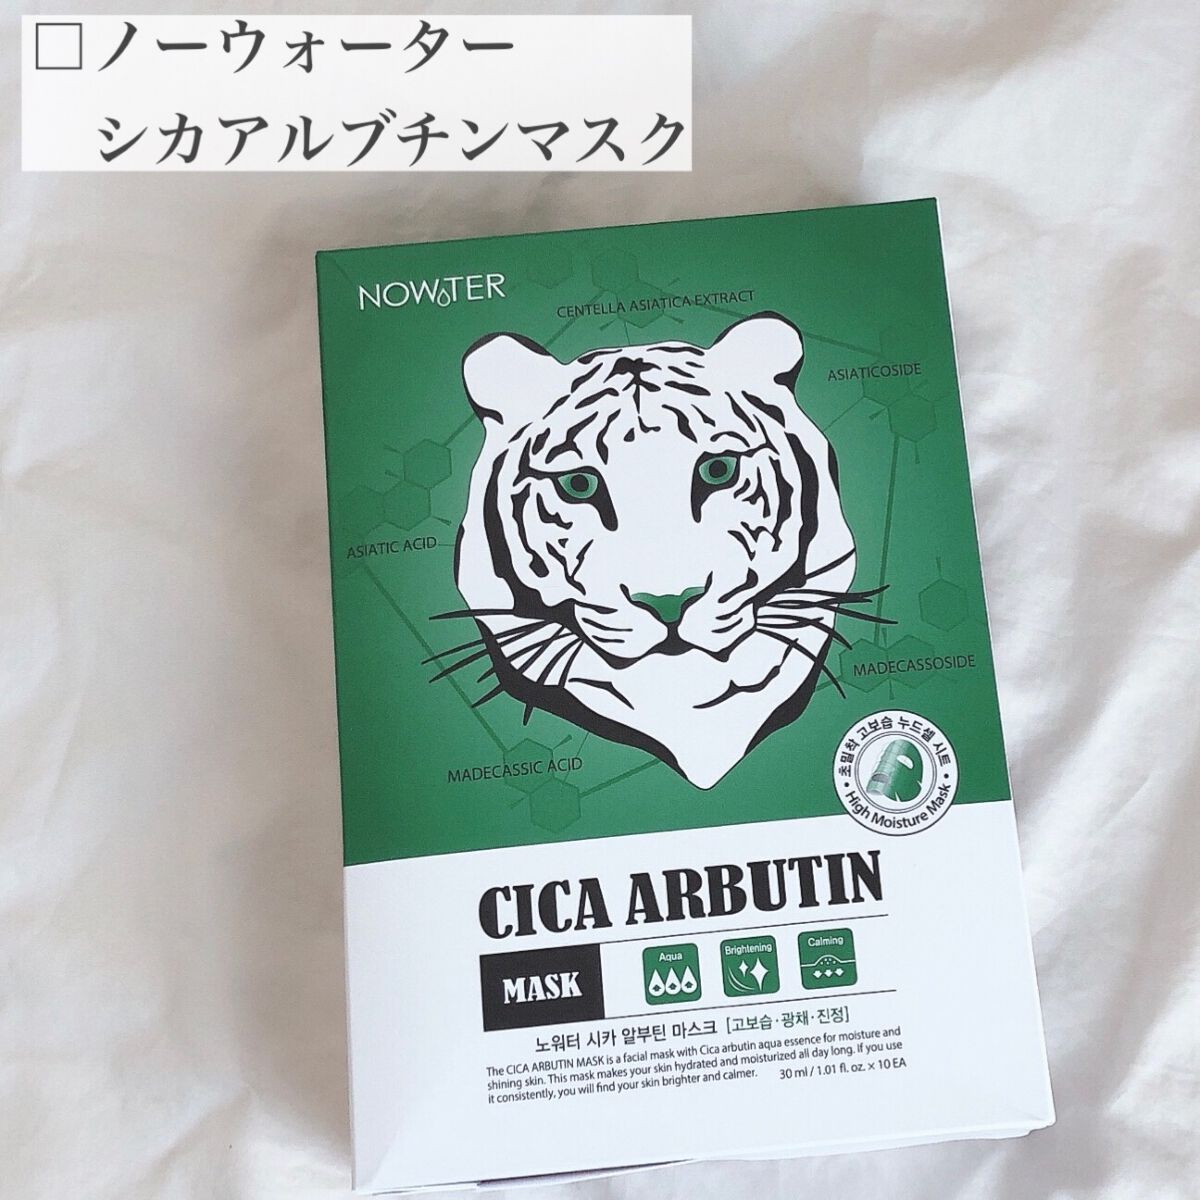 □ノーウォーター
シカアルブチンマスク
NOWATER
CENTELLA ASIATICA EXTRACT
ASIATICOSIDE
ASIATIC ACID
MADECASSOSIDE
MADECASSIC ACID
초밀착 고보습 누드셀 시트
High Moisture Mask
CICA ARBUTIN
MASK
Aqua
Brightening
Calming
노워터 시카 알부틴 마스크 [고보습·광채·진정]
The CICA ARBUTIN MASK is a facial mask with Cica arbutin aqua essence for moisture and
shining skin. This mask makes your skin hydrated and moisturized all day long. If you use
it consistently, you will find your skin brighter and calmer. 30 ml / 1.01 fl. oz. × 10 EA